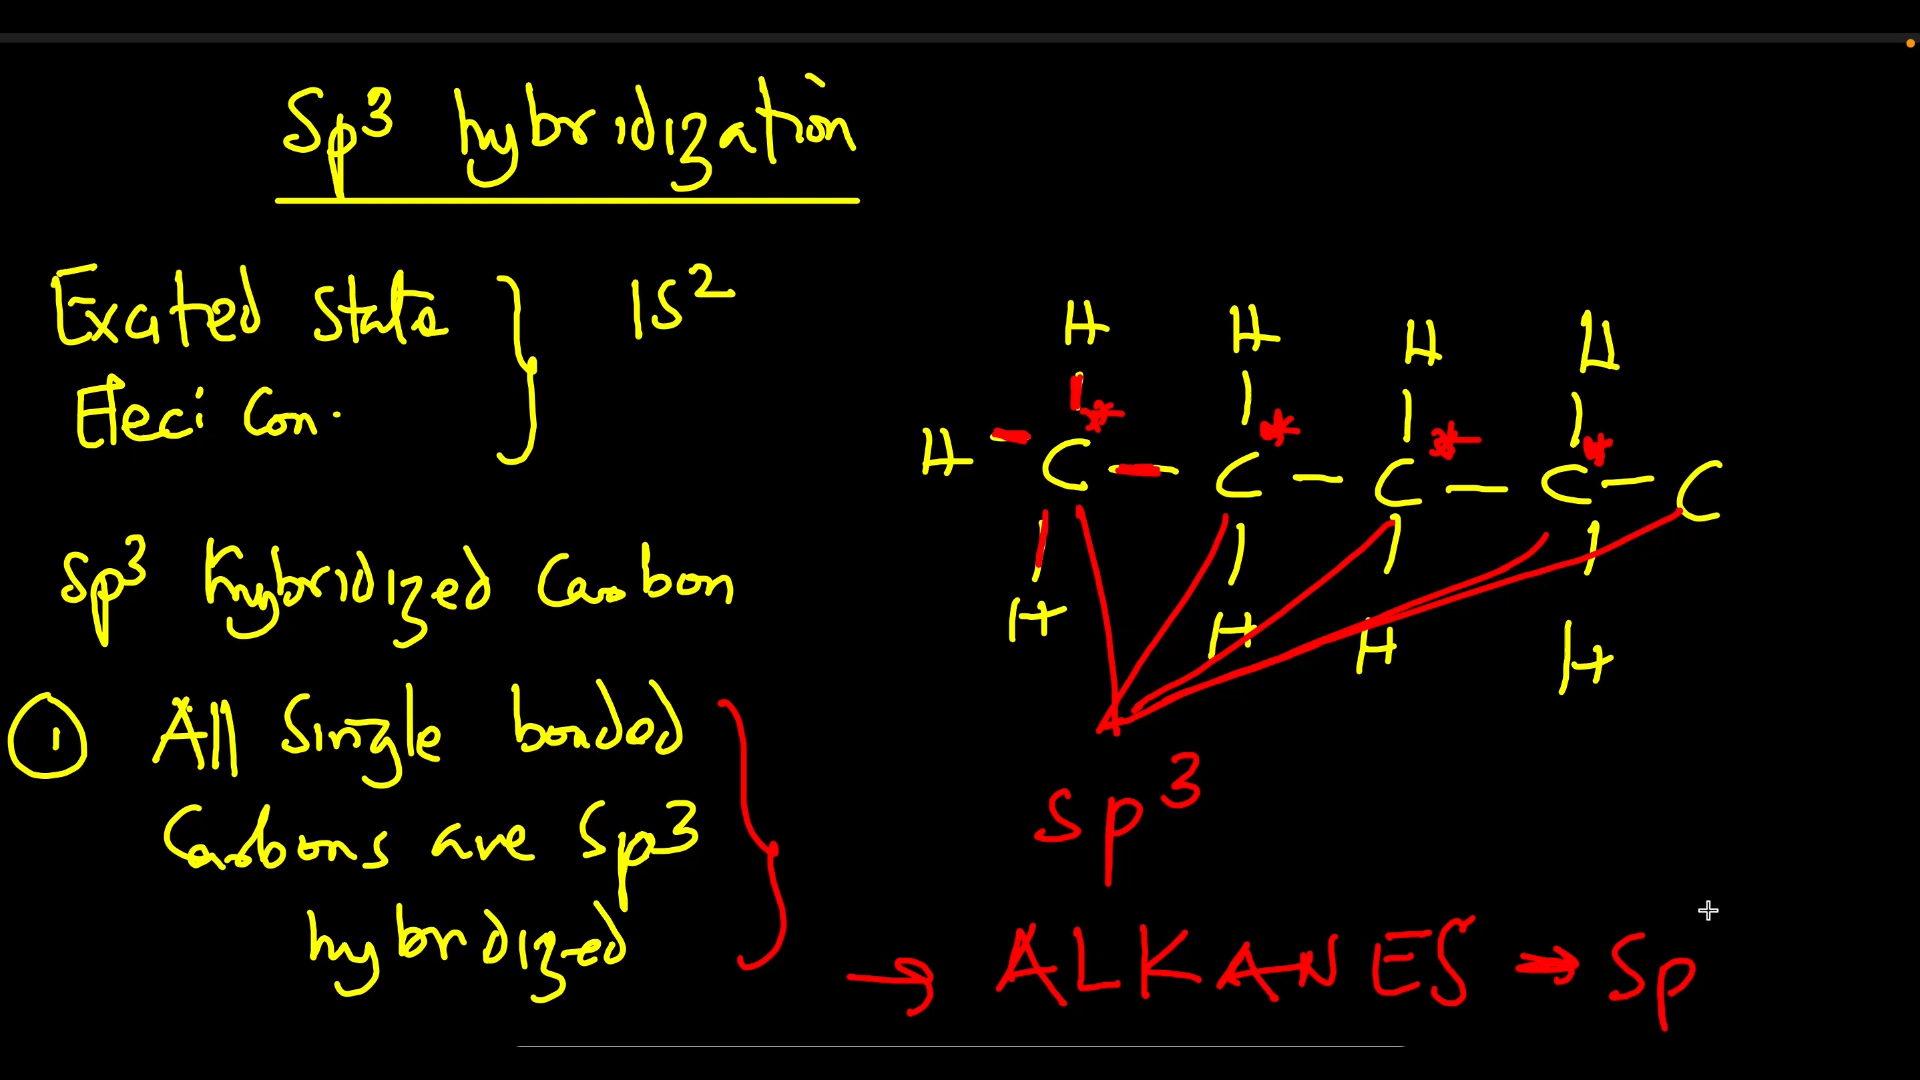 Sp³ hybridization
Excited state
Elect Con.
1S²
Sp³ hybridized Carbon
① All Single bonded
Carbons are Sp³
hybridized
H H H H
H C C C C C
H H H H
Sp³
→ ALKANES → Sp